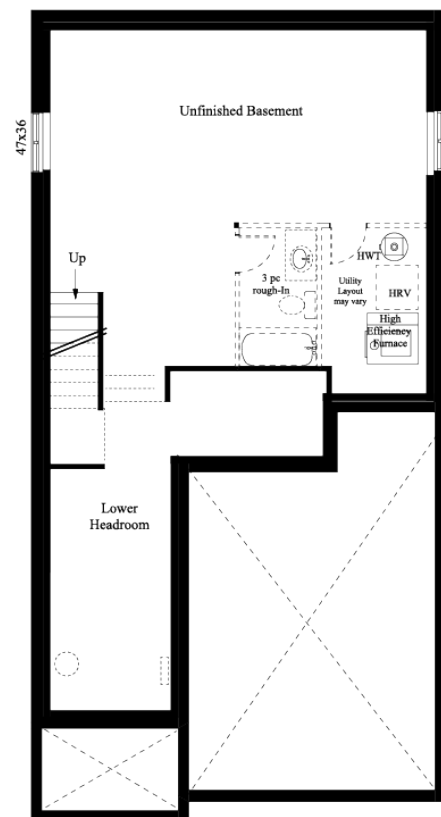 Unfinished Basement
47x36
Up
HWT
3 pc
rough-In
Utility
Layout
may vary
HRV
High
Efficiency
Furnace
Lower
Headroom